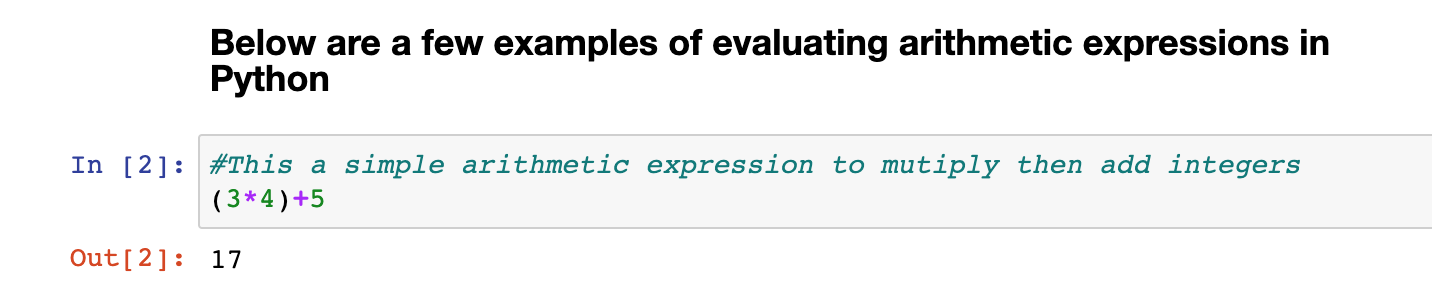 Below are a few examples of evaluating arithmetic expressions in
Python
In [2]: #This a simple arithmetic expression to mutiply then add integers
(3*4)+5
Out[2]: 17